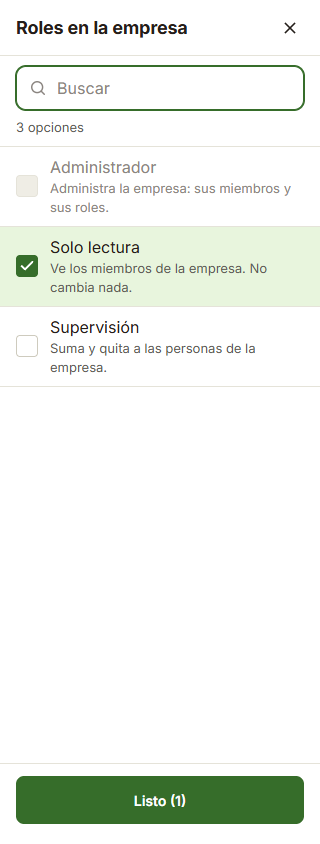 Roles en la empresa
Buscar
3 opciones
Administrador
Administra la empresa: sus miembros y
sus roles.
Solo lectura
Ve los miembros de la empresa. No
cambia nada.
Supervisión
Suma y quita a las personas de la
empresa.
Listo (1)